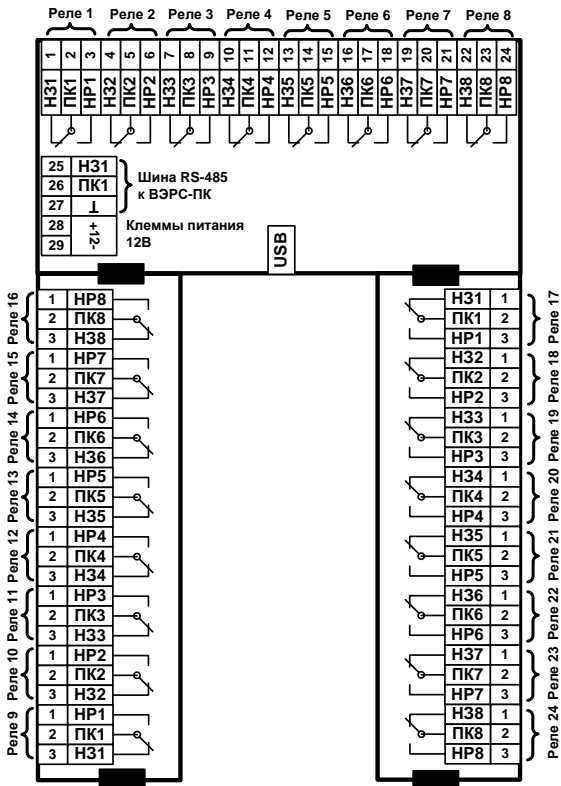 Реле 1 Реле 2 Реле 3 Реле 4 Реле 5 Реле 6 Реле 7 Реле 8
1 2 3 4 5 6 7 8 9 10 11 12 13 14 15 16 17 18 19 20 21 22 23 24
НЗ1 ПК1 НР1 НЗ2 ПК2 НР2 НЗ3 ПК3 НР3 НЗ4 ПК4 НР4 НЗ5 ПК5 НР5 НЗ6 ПК6 НР6 НЗ7 ПК7 НР7 НЗ8 ПК8 НР8
25 НЗ1
26 ПК1
27 ⊥
28
29
+12-
Шина RS-485
к ВЭРС-ПК
Клеммы питания
12В
USB
Реле 16
1 НР8
2 ПК8
3 НЗ8
Реле 15
1 НР7
2 ПК7
3 НЗ7
Реле 14
1 НР6
2 ПК6
3 НЗ6
Реле 13
1 НР5
2 ПК5
3 НЗ5
Реле 12
1 НР4
2 ПК4
3 НЗ4
Реле 11
1 НР3
2 ПК3
3 НЗ3
Реле 10
1 НР2
2 ПК2
3 НЗ2
Реле 9
1 НР1
2 ПК1
3 НЗ1
НЗ1 1
ПК1 2
НР1 3
Реле 17
НЗ2 1
ПК2 2
НР2 3
Реле 18
НЗ3 1
ПК3 2
НР3 3
Реле 19
НЗ4 1
ПК4 2
НР4 3
Реле 20
НЗ5 1
ПК5 2
НР5 3
Реле 21
НЗ6 1
ПК6 2
НР6 3
Реле 22
НЗ7 1
ПК7 2
НР7 3
Реле 23
НЗ8 1
ПК8 2
НР8 3
Реле 24